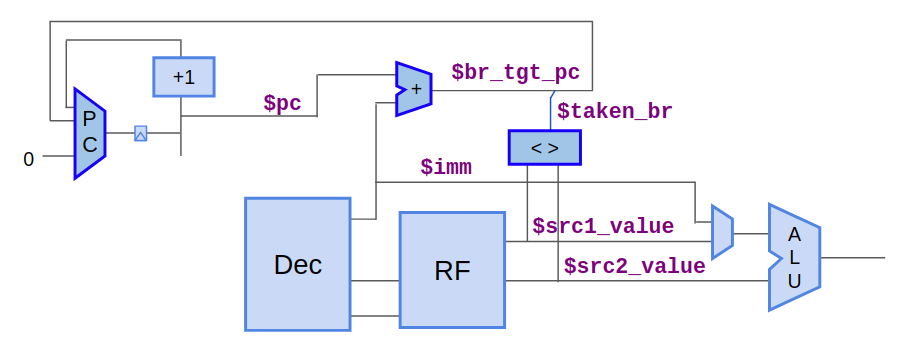 $br_tgt_pc
+1
+
$pc
$taken_br
P
C
< >
0
$imm
$src1_value
A
L
U
Dec
RF
$src2_value